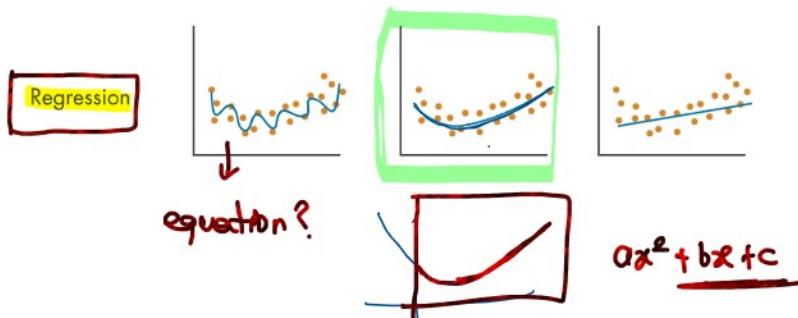 Regression
equation?
ax² + bx + c